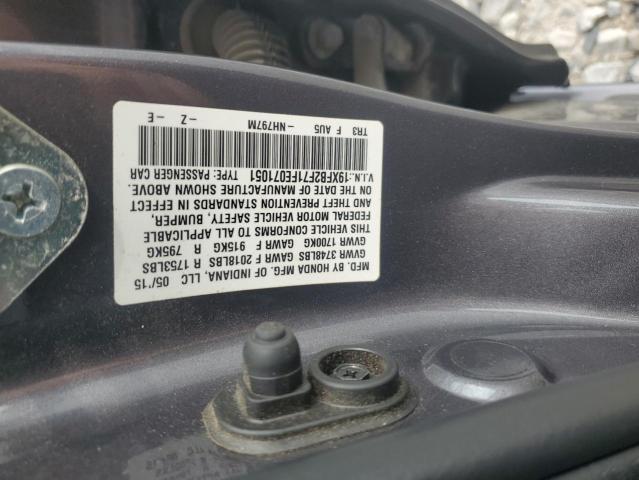 MFD. BY HONDA MFG. OF INDIANA, LLC 05/15
GVWR 3748LBS GAWR F 2018LBS R 1753LBS
GVWR 1700KG GAWR F 915KG R 795KG
THIS VEHICLE CONFORMS TO ALL APPLICABLE
FEDERAL MOTOR VEHICLE SAFETY, BUMPER,
AND THEFT PREVENTION STANDARDS IN EFFECT
ON THE DATE OF MANUFACTURE SHOWN ABOVE.
V.I.N.:19XFB2F71FE071051 TYPE: PASSENGER CAR
TR3 F AU5 -NH797M -Z -E